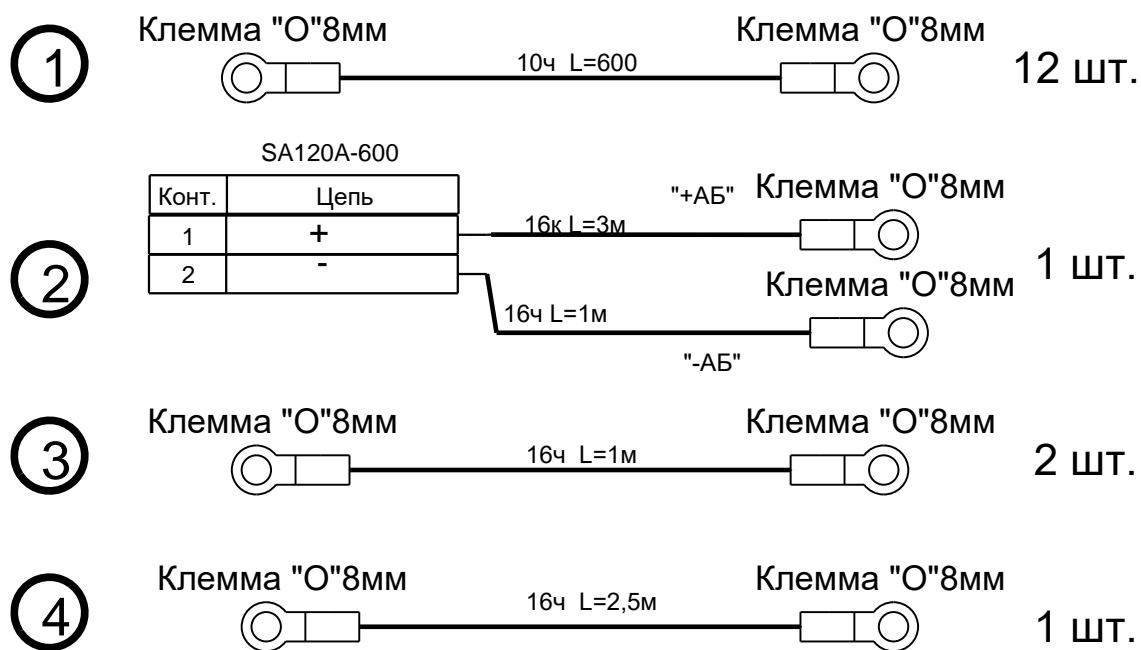 Клемма "О"8мм Клемма "О"8мм
1 10ч L=600 12 шт.
SA120A-600
Конт. Цепь "+АБ" Клемма "О"8мм
1 + 16к L=3м
2 - 2 1 шт.
Клемма "О"8мм
16ч L=1м
"-АБ"
Клемма "О"8мм Клемма "О"8мм
3 16ч L=1м 2 шт.
Клемма "О"8мм Клемма "О"8мм
4 16ч L=2,5м 1 шт.